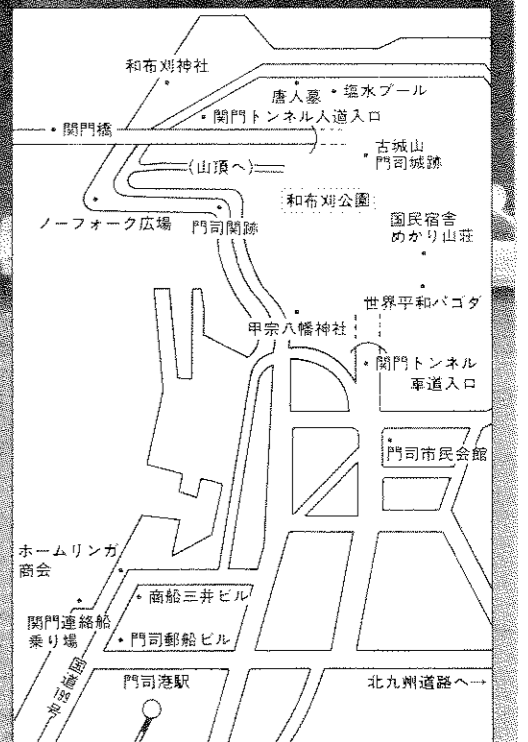 和布刈神社
唐人墓
塩水プール
関門トンネル人道入口
関門橋
古城山
門司城跡
(山頂へ)
和布刈公園
ノーフォーク広場
門司関跡
国民宿舎
めかり山荘
世界平和パゴダ
甲宗八幡神社
関門トンネル
車道入口
門司市民会館
ホームリンガ
商会
商船三井ビル
関門連絡船
乗り場
門司郵船ビル
国道199号
門司港駅
北九州道路へ→